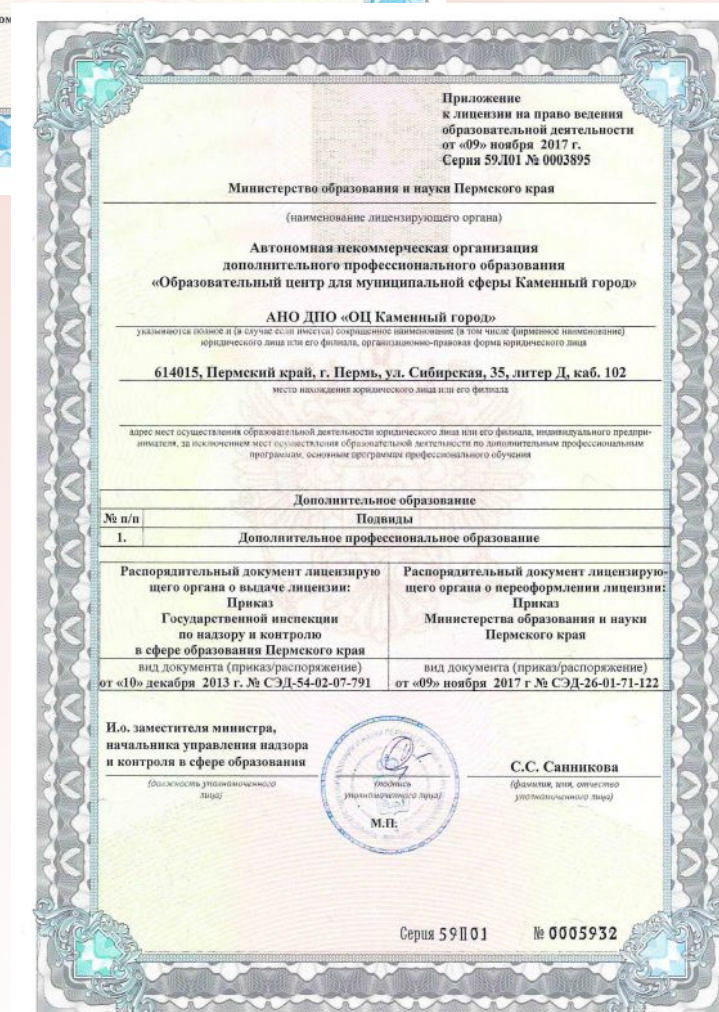 ом
Приложение
к лицензии на право ведения
образовательной деятельности
от «09» ноября 2017 г.
Серия 59Л01 № 0003895
Министерство образования и науки Пермского края
(наименование лицензирующего органа)
Автономная некоммерческая организация
дополнительного профессионального образования
«Образовательный центр для муниципальной сферы Каменный город»
АНО ДПО «ОЦ Каменный город»
указываются полное и (в случае если имеется) сокращенное наименование (в том числе фирменное наименование)
юридического лица или его филиала, организационно-правовая форма юридического лица
614015, Пермский край, г. Пермь, ул. Сибирская, 35, литер Д, каб. 102
место нахождения юридического лица или его филиала
адрес мест осуществления образовательной деятельности юридического лица или его филиала, индивидуального предпри-
нимателя, за исключением мест осуществления образовательной деятельности по дополнительным профессиональным
программам, основным программам профессионального обучения
Дополнительное образование
№ п/п Подвиды
1. Дополнительное профессиональное образование
Распорядительный документ лицензирую
щего органа о выдаче лицензии:
Приказ
Государственной инспекции
по надзору и контролю
в сфере образования Пермского края
вид документа (приказ/распоряжение)
от «10» декабря 2013 г. № СЭД-54-02-07-791
Распорядительный документ лицензирую-
щего органа о переоформлении лицензии:
Приказ
Министерства образования и науки
Пермского края
вид документа (приказ/распоряжение)
от «09» ноября 2017 г № СЭД-26-01-71-122
И.о. заместителя министра,
начальника управления надзора
и контроля в сфере образования
(должность уполномоченного
лица)
(подпись
уполномоченного лица)
М.П.
С.С. Санникова
(фамилия, имя, отчество
уполномоченного лица)
Серия 59П01 № 0005932